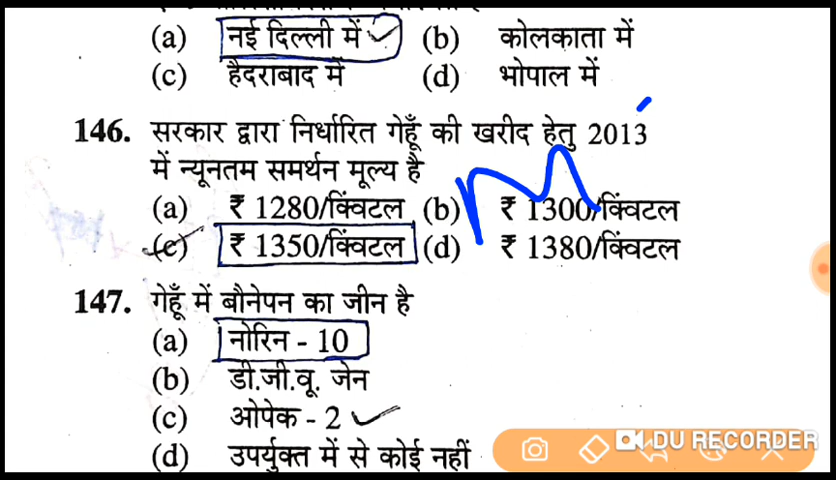 (a) नई दिल्ली में (b) कोलकाता में
(c) हैदराबाद में (d) भोपाल में
146. सरकार द्वारा निर्धारित गेहूँ की खरीद हेतु 2013
में न्यूनतम समर्थन मूल्य है
(a) ₹ 1280/क्विंटल (b) ₹ 1300/क्विंटल
(c) ₹ 1350/क्विंटल (d) ₹ 1380/क्विंटल
147. गेहूँ में बौनेपन का जीन है
(a) नोरिन - 10
(b) डी.जी.वू. जेन
(c) ओपेक - 2
(d) उपर्युक्त में से कोई नहीं
DU RECORDER